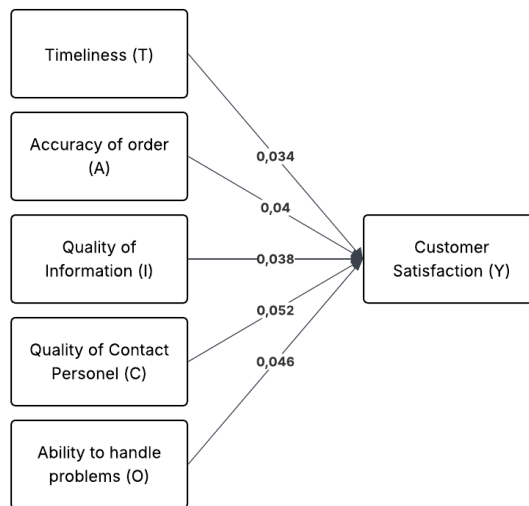 Timeliness (T)
Accuracy of order
(A)
Quality of
Information (I)
Quality of Contact
Personel (C)
Ability to handle
problems (O)
0,034
0,04
0,038
0,052
0,046
Customer
Satisfaction (Y)